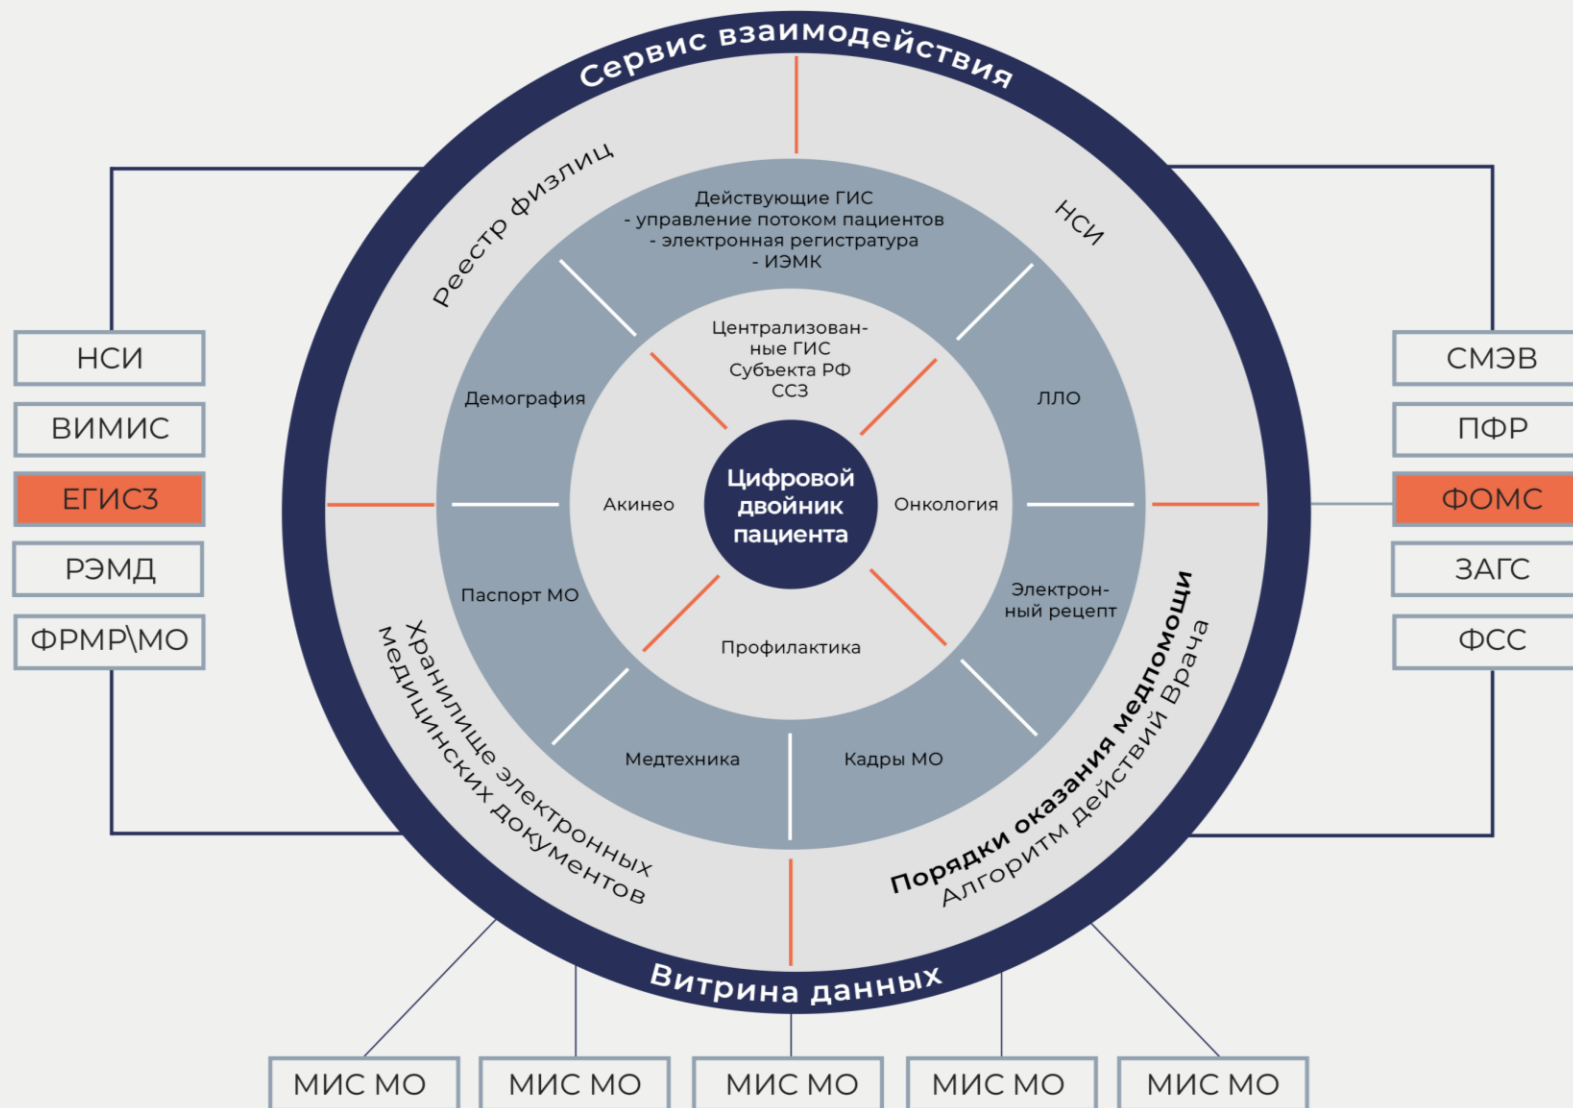 Сервис взаимодействия
Реестр физлиц
НСИ
Действующие ГИС
- управление потоком пациентов
- электронная регистратура
- ИЭМК
Централизован-
ные ГИС
Субъекта РФ
ССЗ
Демография
ЛЛО
Цифровой
двойник
пациента
Акинео
Онкология
Паспорт МО
Электрон-
ный рецепт
Профилактика
Медтехника
Кадры МО
Хранилище электронных
медицинских документов
Порядки оказания медпомощи
Алгоритм действий Врача
Витрина данных
НСИ
ВИМИС
ЕГИСЗ
РЭМД
ФРМР\МО
СМЭВ
ПФР
ФОМС
ЗАГС
ФСС
МИС МО
МИС МО
МИС МО
МИС МО
МИС МО